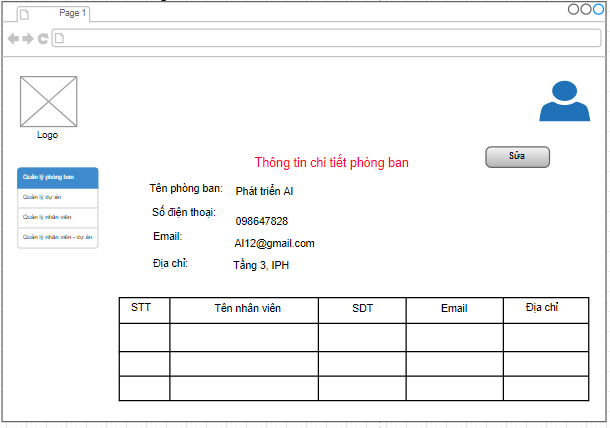 Page 1
Logo
Thông tin chi tiết phòng ban
Sửa
Quản lý phòng ban
Quản lý dự án
Quản lý nhân viên
Quản lý nhân viên - dự án
Tên phòng ban: Phát triển AI
Số điện thoại: 098647828
Email: AI12@gmail.com
Địa chỉ: Tầng 3, IPH
STT Tên nhân viên SDT Email Địa chỉ